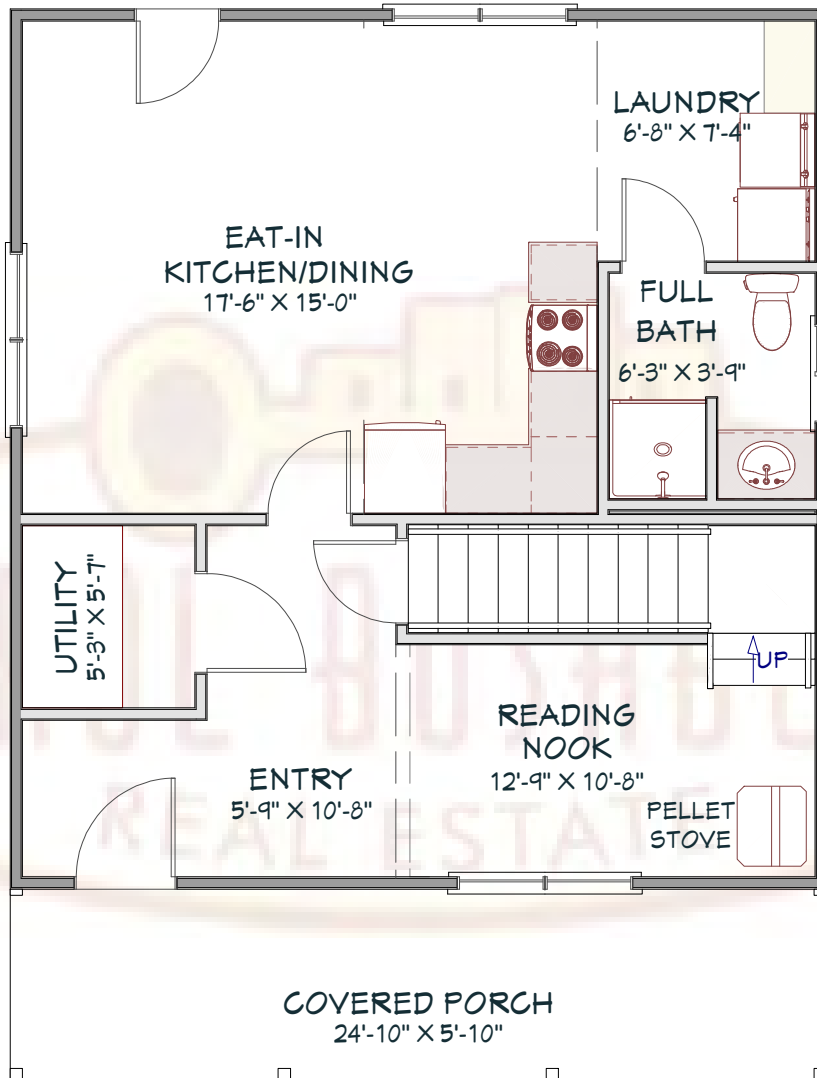 LAUNDRY
6'-8" X 7'-4"
EAT-IN
KITCHEN/DINING
17'-6" X 15'-0"
FULL
BATH
6'-3" X 3'-9"
UTILITY
5'-3" X 5'-7"
UP
READING
NOOK
12'-9" X 10'-8"
ENTRY
5'-9" X 10'-8"
PELLET
STOVE
REAL ESTATE
COVERED PORCH
24'-10" X 5'-10"